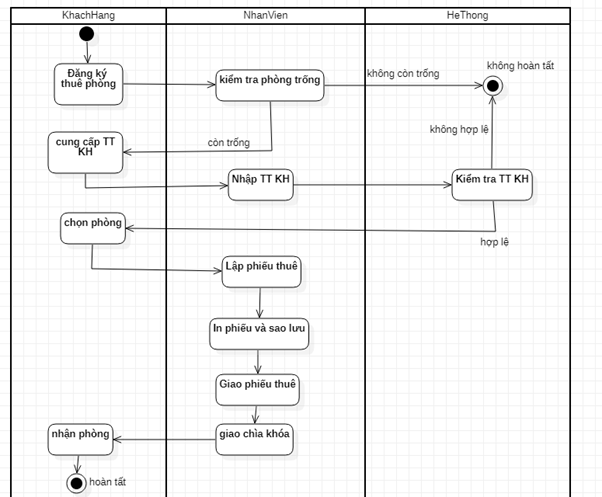 KhachHang
NhanVien
HeThong
Đăng ký
thuê phòng
kiểm tra phòng trống
không còn trống
không hoàn tất
cung cấp TT
KH
còn trống
không hợp lệ
Nhập TT KH
Kiểm tra TT KH
chọn phòng
hợp lệ
Lập phiếu thuê
In phiếu và sao lưu
Giao phiếu thuê
nhận phòng
giao chìa khóa
hoàn tất